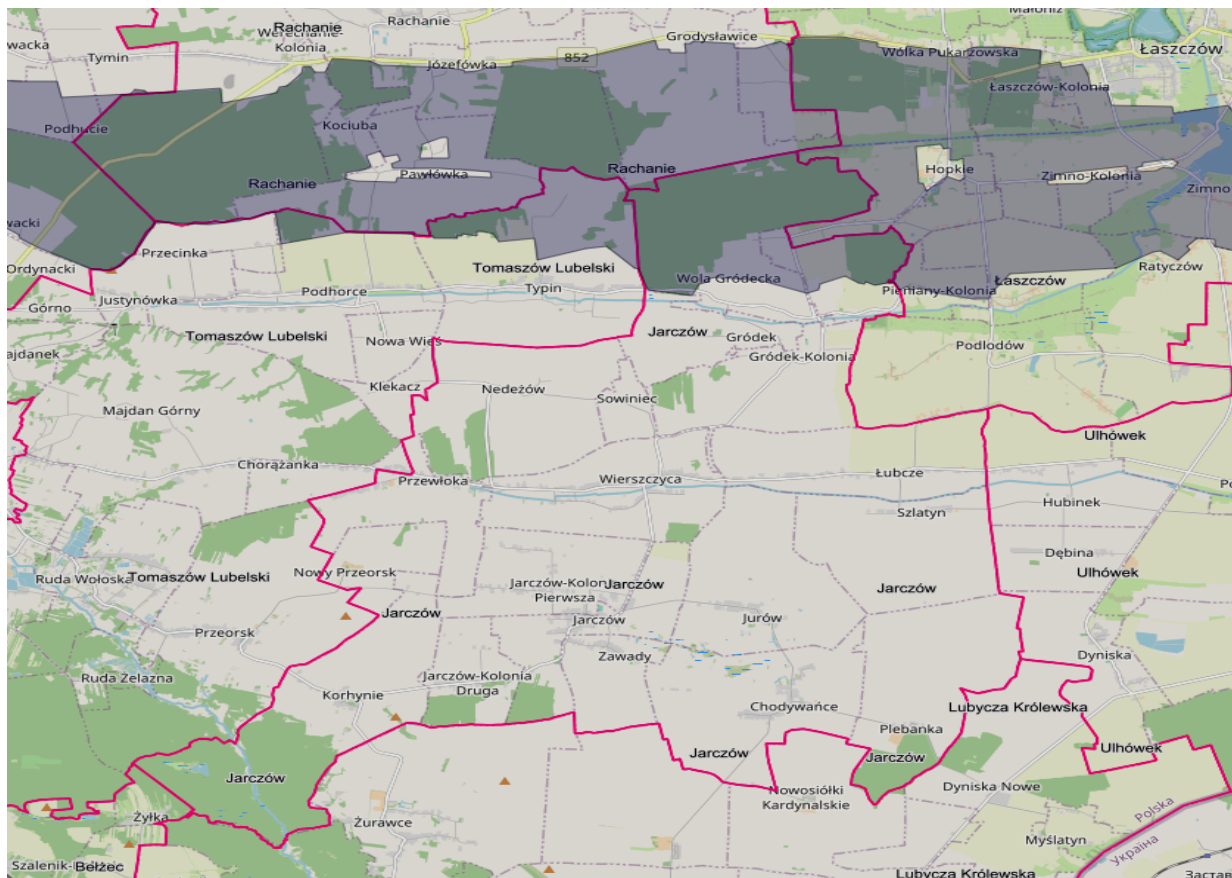 Małoniż
Rachanie
Rachanie
wacka
Kolonia
Tymin
Grodysławice
Józefówka
852
Wólka Pukarzowska
Łaszczów
Łaszczów-Kolonia
Podhucie
Kociuba
Rachanie
Pawłówka
Rachanie
Hopkie
Zimno-Kolonia
Zimno
wacki
Przecinka
Ordynacki
Tomaszów Lubelski
Wola Gródecka
Łaszczów
Ratyczów
Typin
Podhorce
Pieniany-Kolonia
Justynówka
Górno
Tomaszów Lubelski
Jarczów
Gródek
Nowa Wieś
Podlodów
Gródek-Kolonia
ajdanek
Klekacz
Nedeżów
Sowiniec
Majdan Górny
Ulhówek
Chorążanka
Przewłoka
Wierszczyca
Łubcze
Hubinek
Szlatyn
Dębina
Nowy Przeorsk
Ruda Wołoska
Tomaszów Lubelski
Jarczów-Kolonia
Pierwsza
Jarczów
Jarczów
Ulhówek
Jarczów
Jarczów
Jurów
Przeorsk
Zawady
Dyniska
Ruda Żelazna
Jarczów-Kolonia
Druga
Korhynie
Chodywańce
Lubycza Królewska
Plebanka
Ulhówek
Jarczów
Jarczów
Jarczów
Dyniska Nowe
Nowosiółki
Kardynalskie
Żyłka
Żurawce
Polska
Україна
Myślatyn
Bełżec
Lubycza Królewska
Застав